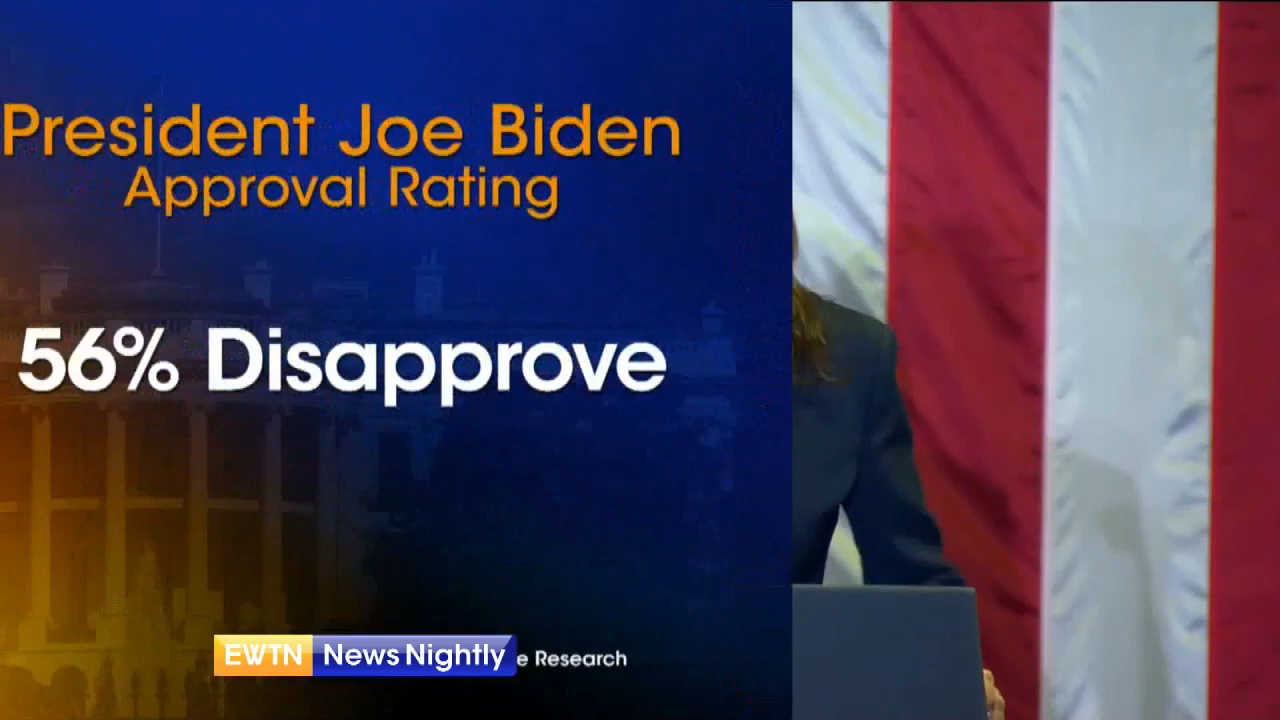 President Joe Biden
Approval Rating
56% Disapprove
EWTN News Nightly
e Research